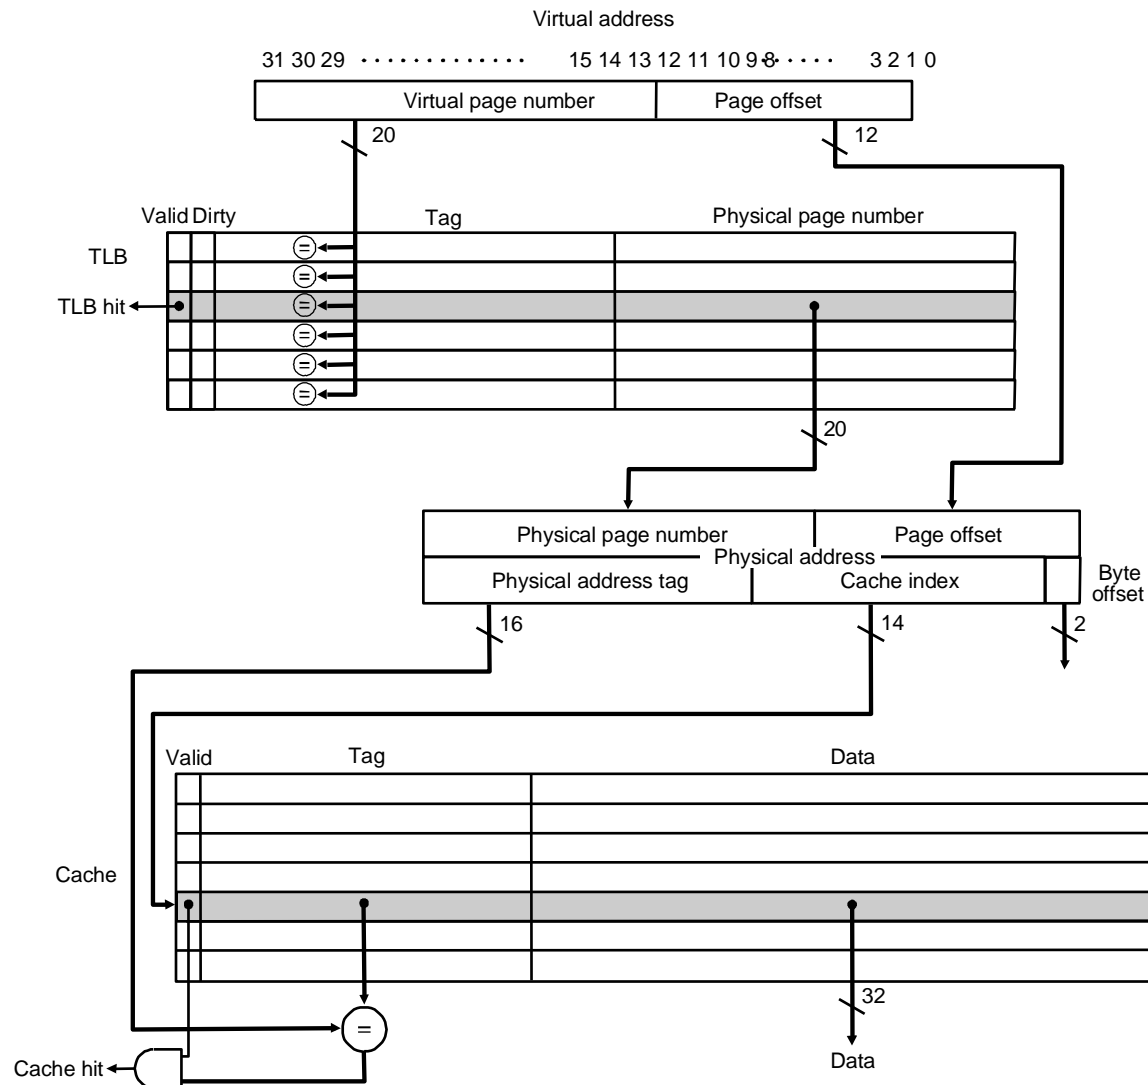 Virtual address
31 30 29 ············· 15 14 13 12 11 10 9 8 ······ 3 2 1 0
Virtual page number Page offset
20 12
Valid Dirty Tag Physical page number
TLB
=
=
TLB hit =
=
=
=
20
Physical page number Page offset
Physical address
Physical address tag Cache index Byte
offset
16 14 2
Valid Tag Data
Cache
32
=
Data
Cache hit